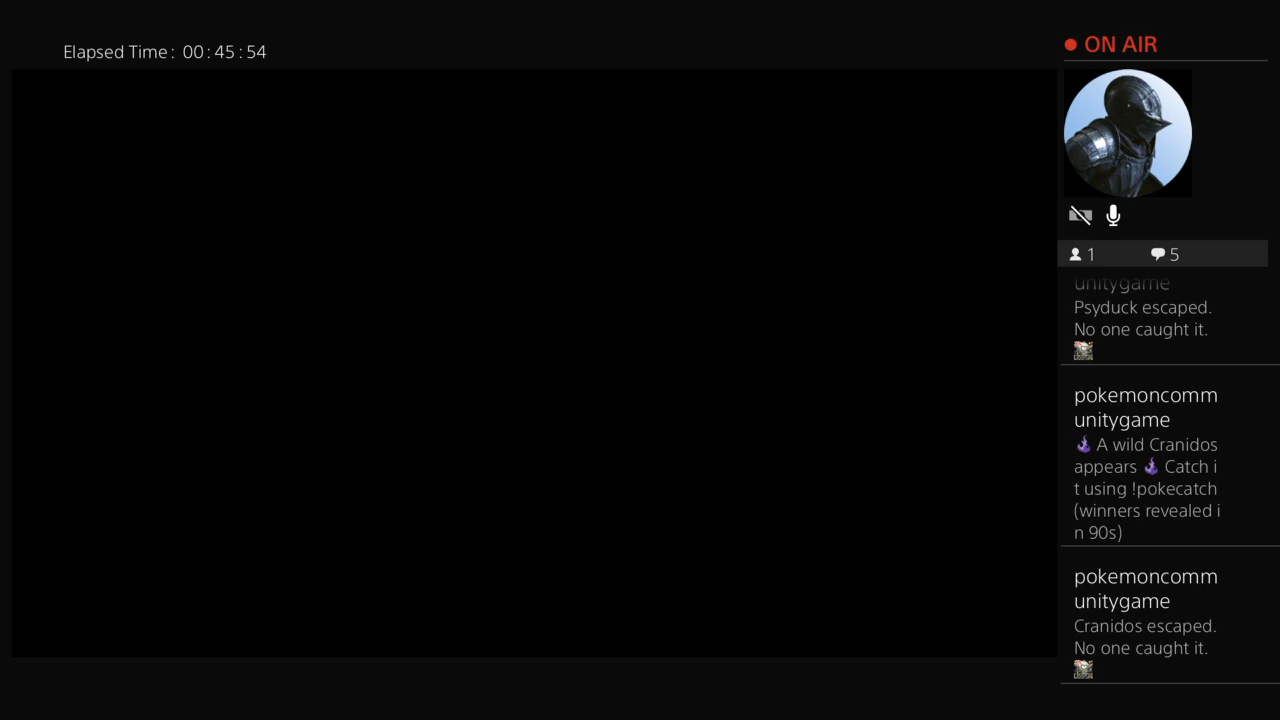 Elapsed Time: 00:45:54
ON AIR
1 5
unitygame
Psyduck escaped.
No one caught it.
pokemoncomm
unitygame
A wild Cranidos
appears Catch i
t using !pokecatch
(winners revealed i
n 90s)
pokemoncomm
unitygame
Cranidos escaped.
No one caught it.